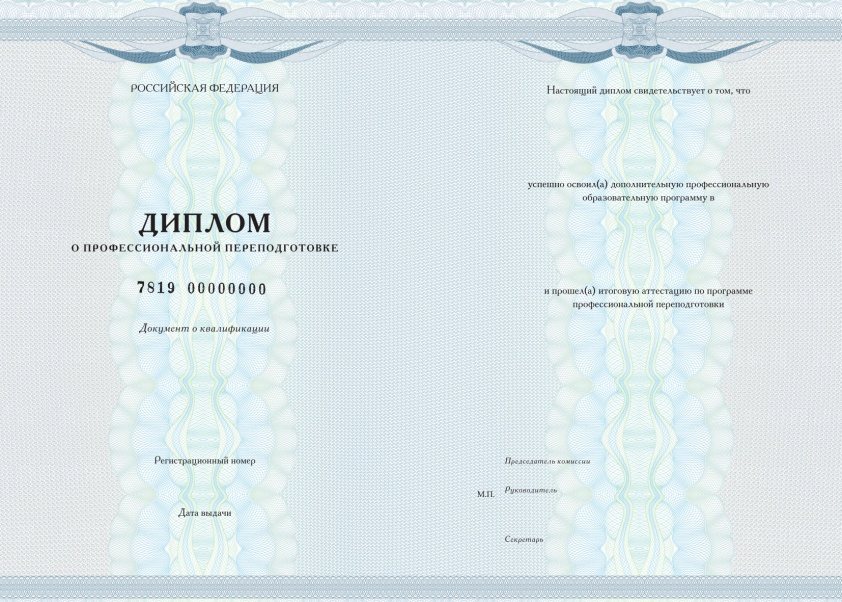 РОССИЙСКАЯ ФЕДЕРАЦИЯ
ДИПЛОМ
О ПРОФЕССИОНАЛЬНОЙ ПЕРЕПОДГОТОВКЕ
7819 00000000
Документ о квалификации
Регистрационный номер
Дата выдачи
Настоящий диплом свидетельствует о том, что
успешно освоил(а) дополнительную профессиональную
образовательную программу в
и прошел(а) итоговую аттестацию по программе
профессиональной переподготовки
Председатель комиссии
М.П. Руководитель
Секретарь